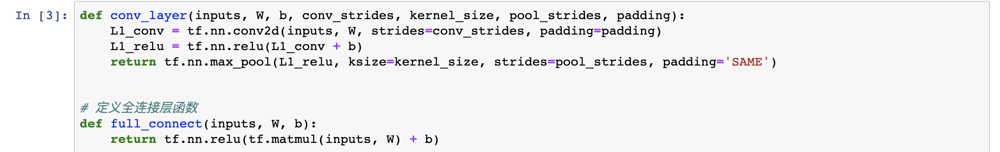 In [3]: def conv_layer(inputs, W, b, conv_strides, kernel_size, pool_strides, padding):
    L1_conv = tf.nn.conv2d(inputs, W, strides=conv_strides, padding=padding)
    L1_relu = tf.nn.relu(L1_conv + b)
    return tf.nn.max_pool(L1_relu, ksize=kernel_size, strides=pool_strides, padding='SAME')
# 定义全连接层函数
def full_connect(inputs, W, b):
    return tf.nn.relu(tf.matmul(inputs, W) + b)